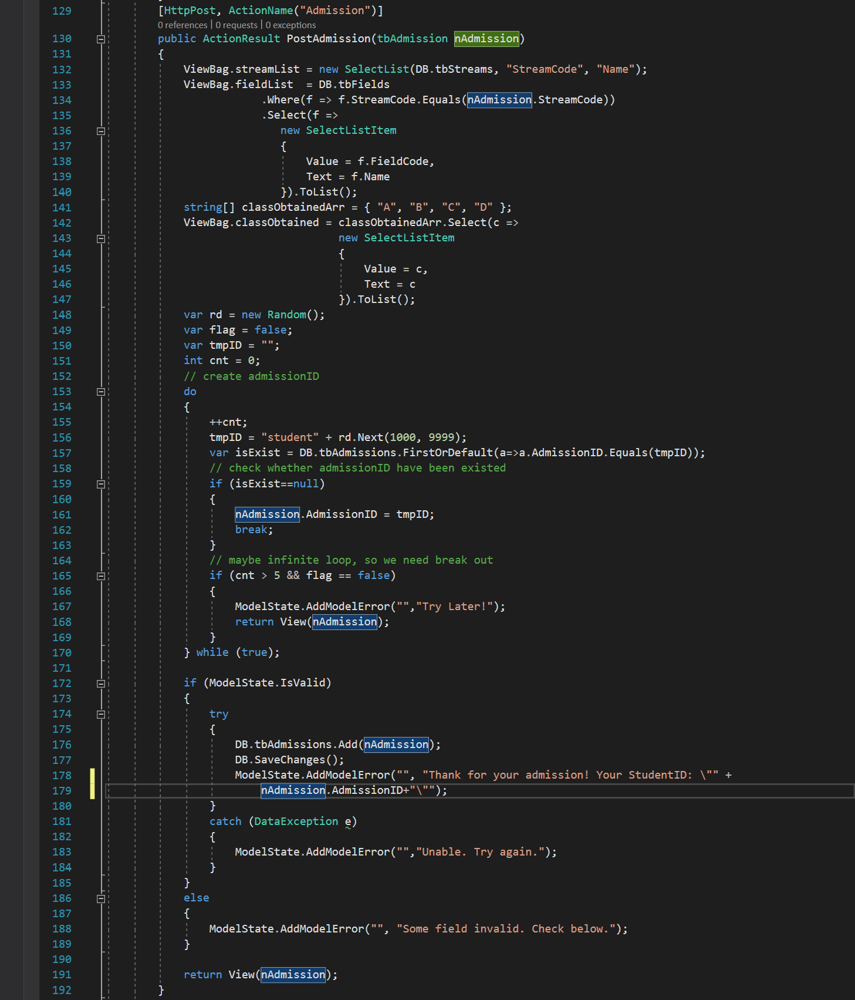 129 [HttpPost, ActionName("Admission")]
0 references | 0 requests | 0 exceptions
130 public ActionResult PostAdmission(tbAdmission nAdmission)
131 {
132 ViewBag.streamList = new SelectList(DB.tbStreams, "StreamCode", "Name");
133 ViewBag.fieldList  = DB.tbFields
134 .Where(f => f.StreamCode.Equals(nAdmission.StreamCode))
135 .Select(f =>
136 new SelectListItem
137 {
138 Value = f.FieldCode,
139 Text = f.Name
140 }).ToList();
141 string[] classObtainedArr = { "A", "B", "C", "D" };
142 ViewBag.classObtained = classObtainedArr.Select(c =>
143 new SelectListItem
144 {
145 Value = c,
146 Text = c
147 }).ToList();
148 var rd = new Random();
149 var flag = false;
150 var tmpID = "";
151 int cnt = 0;
152 // create admissionID
153 do
154 {
155 ++cnt;
156 tmpID = "student" + rd.Next(1000, 9999);
157 var isExist = DB.tbAdmissions.FirstOrDefault(a=>a.AdmissionID.Equals(tmpID));
158 // check whether admissionID have been existed
159 if (isExist==null)
160 {
161 nAdmission.AdmissionID = tmpID;
162 break;
163 }
164 // maybe infinite loop, so we need break out
165 if (cnt > 5 && flag == false)
166 {
167 ModelState.AddModelError("","Try Later!");
168 return View(nAdmission);
169 }
170 } while (true);
171
172 if (ModelState.IsValid)
173 {
174 try
175 {
176 DB.tbAdmissions.Add(nAdmission);
177 DB.SaveChanges();
178 ModelState.AddModelError("", "Thank for your admission! Your StudentID: \"" +
179 nAdmission.AdmissionID+"\"");
180 }
181 catch (DataException e)
182 {
183 ModelState.AddModelError("","Unable. Try again.");
184 }
185 }
186 else
187 {
188 ModelState.AddModelError("", "Some field invalid. Check below.");
189 }
190
191 return View(nAdmission);
192 }